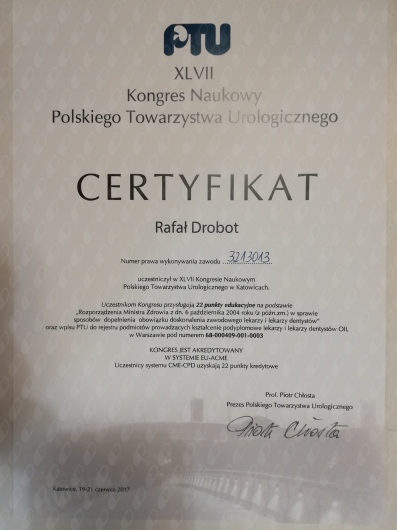 PTU
XLVII
Kongres Naukowy
Polskiego Towarzystwa Urologicznego
CERTYFIKAT
Rafał Drobot
Numer prawa wykonywania zawodu ...3213013
uczestniczył w XLVII Kongresie Naukowym
Polskiego Towarzystwa Urologicznego w Katowicach.
Uczestnikom Kongresu przysługują 22 punkty edukacyjne na podstawie
„Rozporządzenia Ministra Zdrowia z dn. 6 października 2004 roku (z późn.zm.) w sprawie
sposobów dopełnienia obowiązku doskonalenia zawodowego lekarzy i lekarzy dentystów"
oraz wpisu PTU do rejestru podmiotów prowadzących kształcenie podyplomowe lekarzy i lekarzy dentystów OIL
w Warszawie pod numerem 68-000409-001-0003
KONGRES JEST AKREDYTOWANY
W SYSTEMIE EU-ACME
Uczestnicy systemu CME-CPD uzyskają 22 punkty kredytowe
Prof. Piotr Chłosta
Prezes Polskiego Towarzystwa Urologicznego
Piotr Chłosta
Katowice, 19-21 czerwca 2017